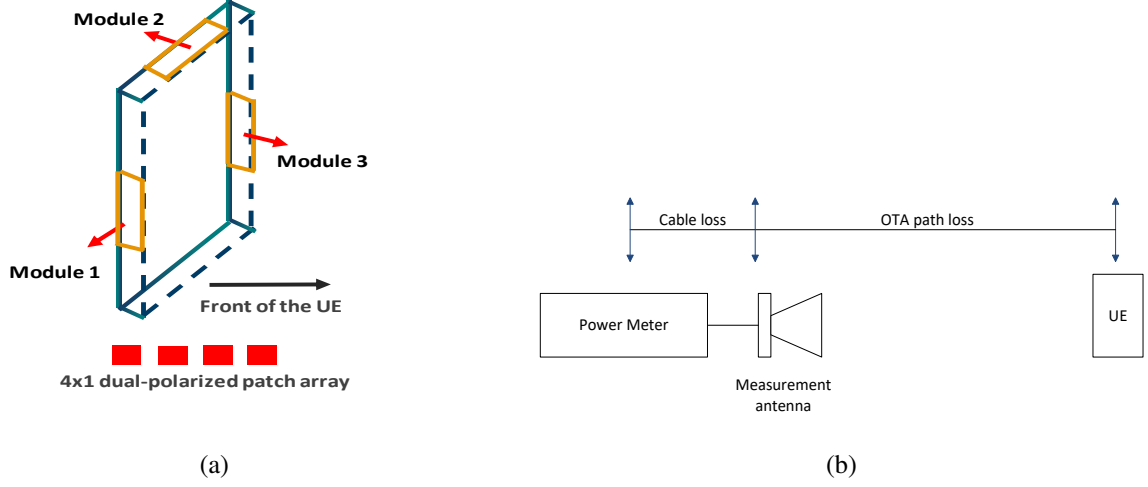 Module 2
Module 3
Module 1
Front of the UE
4x1 dual-polarized patch array
(a)
Cable loss
OTA path loss
Power Meter
UE
Measurement
antenna
(b)